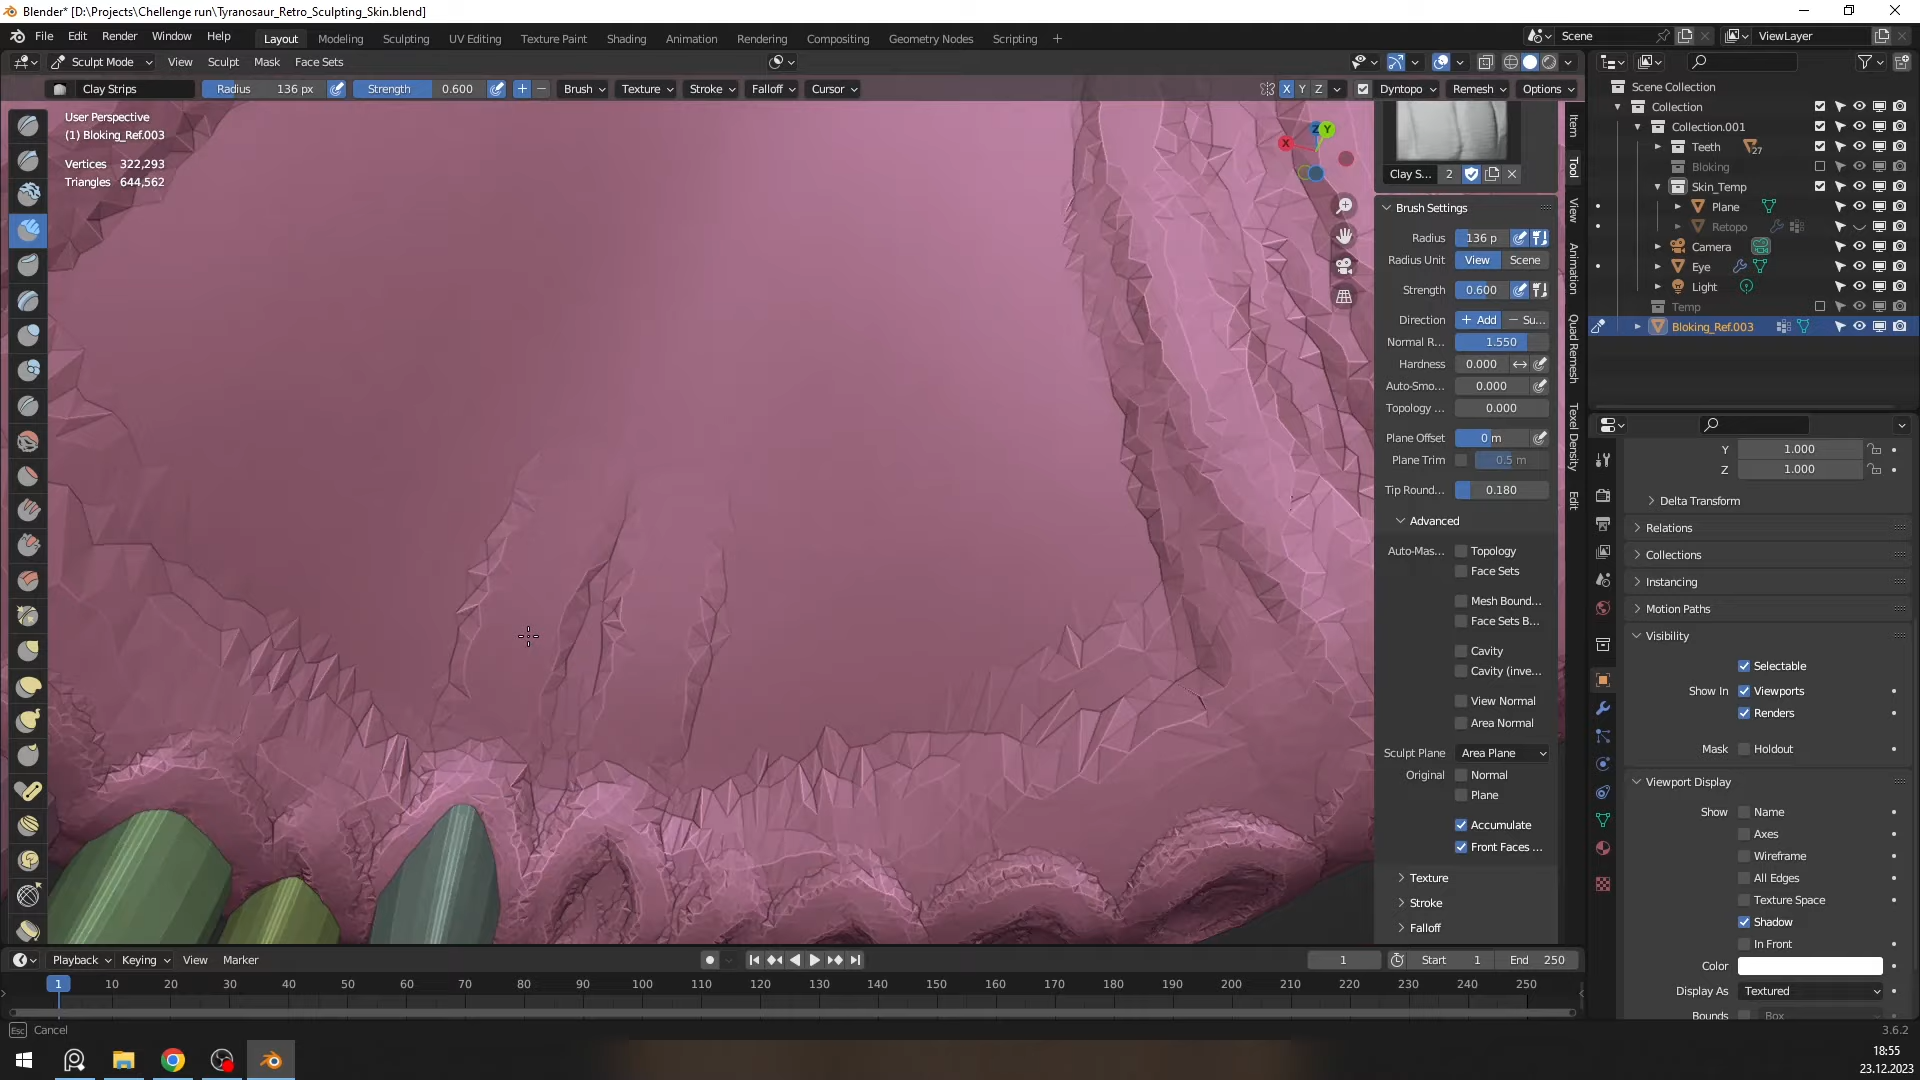 Blender* [D:\Projects\Chellenge run\Tyranosaur_Retro_Sculpting_Skin.blend]
File Edit Render Window Help Layout Modeling Sculpting UV Editing Texture Paint Shading Animation Rendering Compositing Geometry Nodes Scripting + Scene ViewLayer
Sculpt Mode View Sculpt Mask Face Sets
Clay Strips Radius 136 px Strength 0.600 Brush Texture Stroke Falloff Cursor X Y Z Dyntopo Remesh Options
User Perspective
(1) Bloking_Ref.003
Vertices 322,293
Triangles 644,562
X Z Y
Clay S... 2
Brush Settings
Radius 136 p
Radius Unit View Scene
Strength 0.600
Direction + Add − Su...
Normal R... 1.550
Hardness 0.000
Auto-Smo... 0.000
Topology ... 0.000
Plane Offset 0 m
Plane Trim 0.5 m
Tip Round... 0.180
Advanced
Auto-Mas... Topology
Face Sets
Mesh Bound...
Face Sets B...
Cavity
Cavity (inve...
View Normal
Area Normal
Sculpt Plane Area Plane
Original Normal
Plane
Accumulate
Front Faces ...
Texture
Stroke
Falloff
Item
Tool
View
Animation
Quad Remesh
Texel Density
Edit
Scene Collection
Collection
Collection.001
Teeth 27
Bloking
Skin_Temp
Plane
Retopo
Camera
Eye
Light
Temp
Bloking_Ref.003
Y 1.000
Z 1.000
Delta Transform
Relations
Collections
Instancing
Motion Paths
Visibility
Selectable
Show In Viewports
Renders
Mask Holdout
Viewport Display
Show Name
Axes
Wireframe
All Edges
Texture Space
Shadow
In Front
Color
Display As Textured
Bounds Box
Playback Keying View Marker 1 Start 1 End 250
1 10 20 30 40 50 60 70 80 90 100 110 120 130 140 150 160 170 180 190 200 210 220 230 240 250
Esc Cancel 3.6.2
18:55
23.12.2023